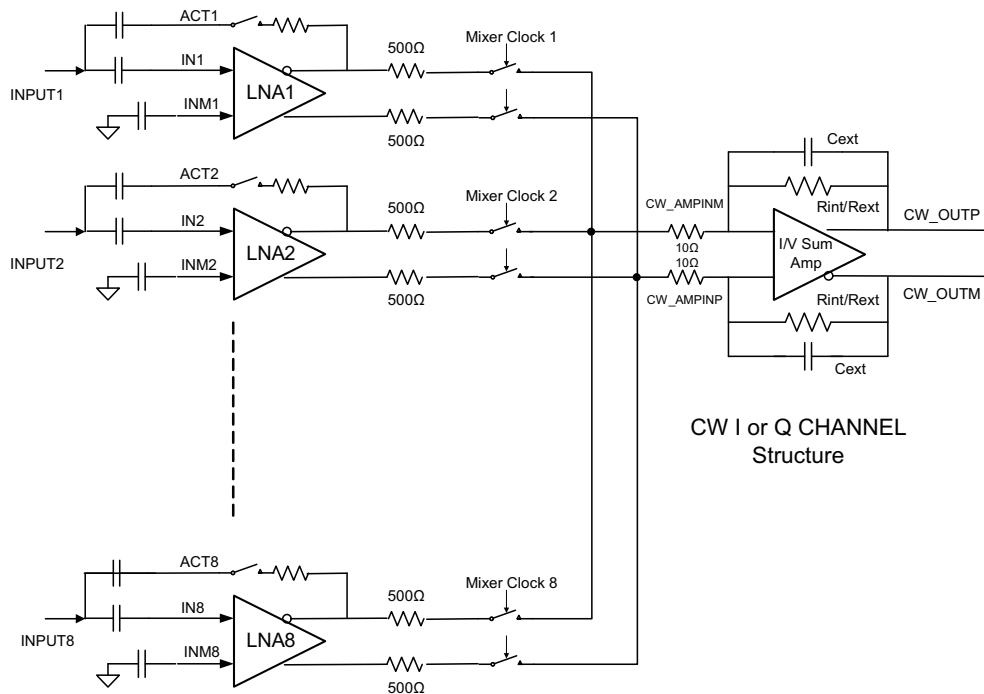 ACT1
500Ω
Mixer Clock 1
IN1
INPUT1
LNA1
INM1
500Ω
Cext
ACT2
500Ω
Mixer Clock 2
Rint/Rext
IN2
CW_AMPINM
CW_OUTP
INPUT2
LNA2
10Ω
10Ω
I/V Sum
Amp
INM2
500Ω
CW_AMPINP
Rint/Rext
CW_OUTM
Cext
CW I or Q CHANNEL
Structure
ACT8
500Ω
Mixer Clock 8
IN8
INPUT8
LNA8
INM8
500Ω